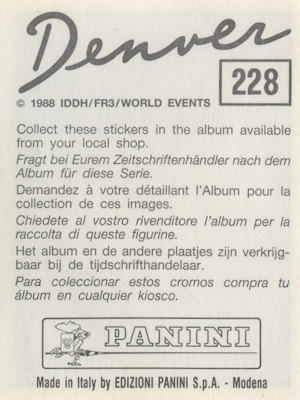 Denver
228
© 1988 IDDH/FR3/WORLD EVENTS
Collect these stickers in the album available
from your local shop.
Fragt bei Eurem Zeitschriftenhändler nach dem
Album für diese Serie.
Demandez à votre détaillant l'Album pour la
collection de ces images.
Chiedete al vostro rivenditore l'album per la
raccolta di queste figurine.
Het album en de andere plaatjes zijn verkrijg-
baar bij de tijdschrifthandelaar.
Para coleccionar estos cromos compra tu
álbum en cualquier kiosco.
PANINI
Made in Italy by EDIZIONI PANINI S.p.A. - Modena